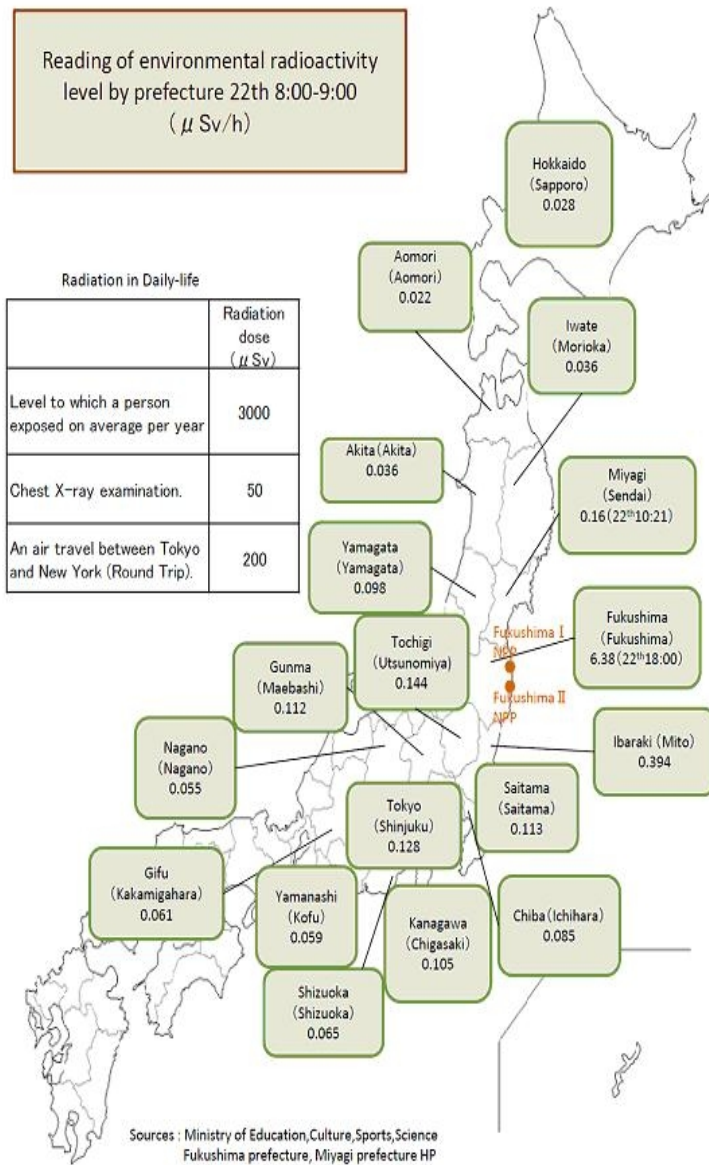 Reading of environmental radioactivity
level by prefecture 22th 8:00-9:00
(μ Sv/h)
Hokkaido
(Sapporo)
0.028
Aomori
(Aomori)
0.022
Iwate
(Morioka)
0.036
Radiation in Daily-life
Radiation
dose
(μ Sv)
Level to which a person
exposed on average per year
3000
Chest X-ray examination.
50
An air travel between Tokyo
and New York (Round Trip).
200
Akita(Akita)
0.036
Miyagi
(Sendai)
0.16(22th10:21)
Yamagata
(Yamagata)
0.098
Fukushima I
NPP
Fukushima II
NPP
Fukushima
(Fukushima)
6.38(22th18:00)
Tochigi
(Utsunomiya)
0.144
Gunma
(Maebashi)
0.112
Nagano
(Nagano)
0.055
Ibaraki (Mito)
0.394
Saitama
(Saitama)
0.113
Tokyo
(Shinjuku)
0.128
Gifu
(Kakamigahara)
0.061
Yamanashi
(Kofu)
0.059
Kanagawa
(Chigasaki)
0.105
Chiba(Ichihara)
0.085
Shizuoka
(Shizuoka)
0.065
Sources : Ministry of Education,Culture,Sports,Science
Fukushima prefecture, Miyagi prefecture HP